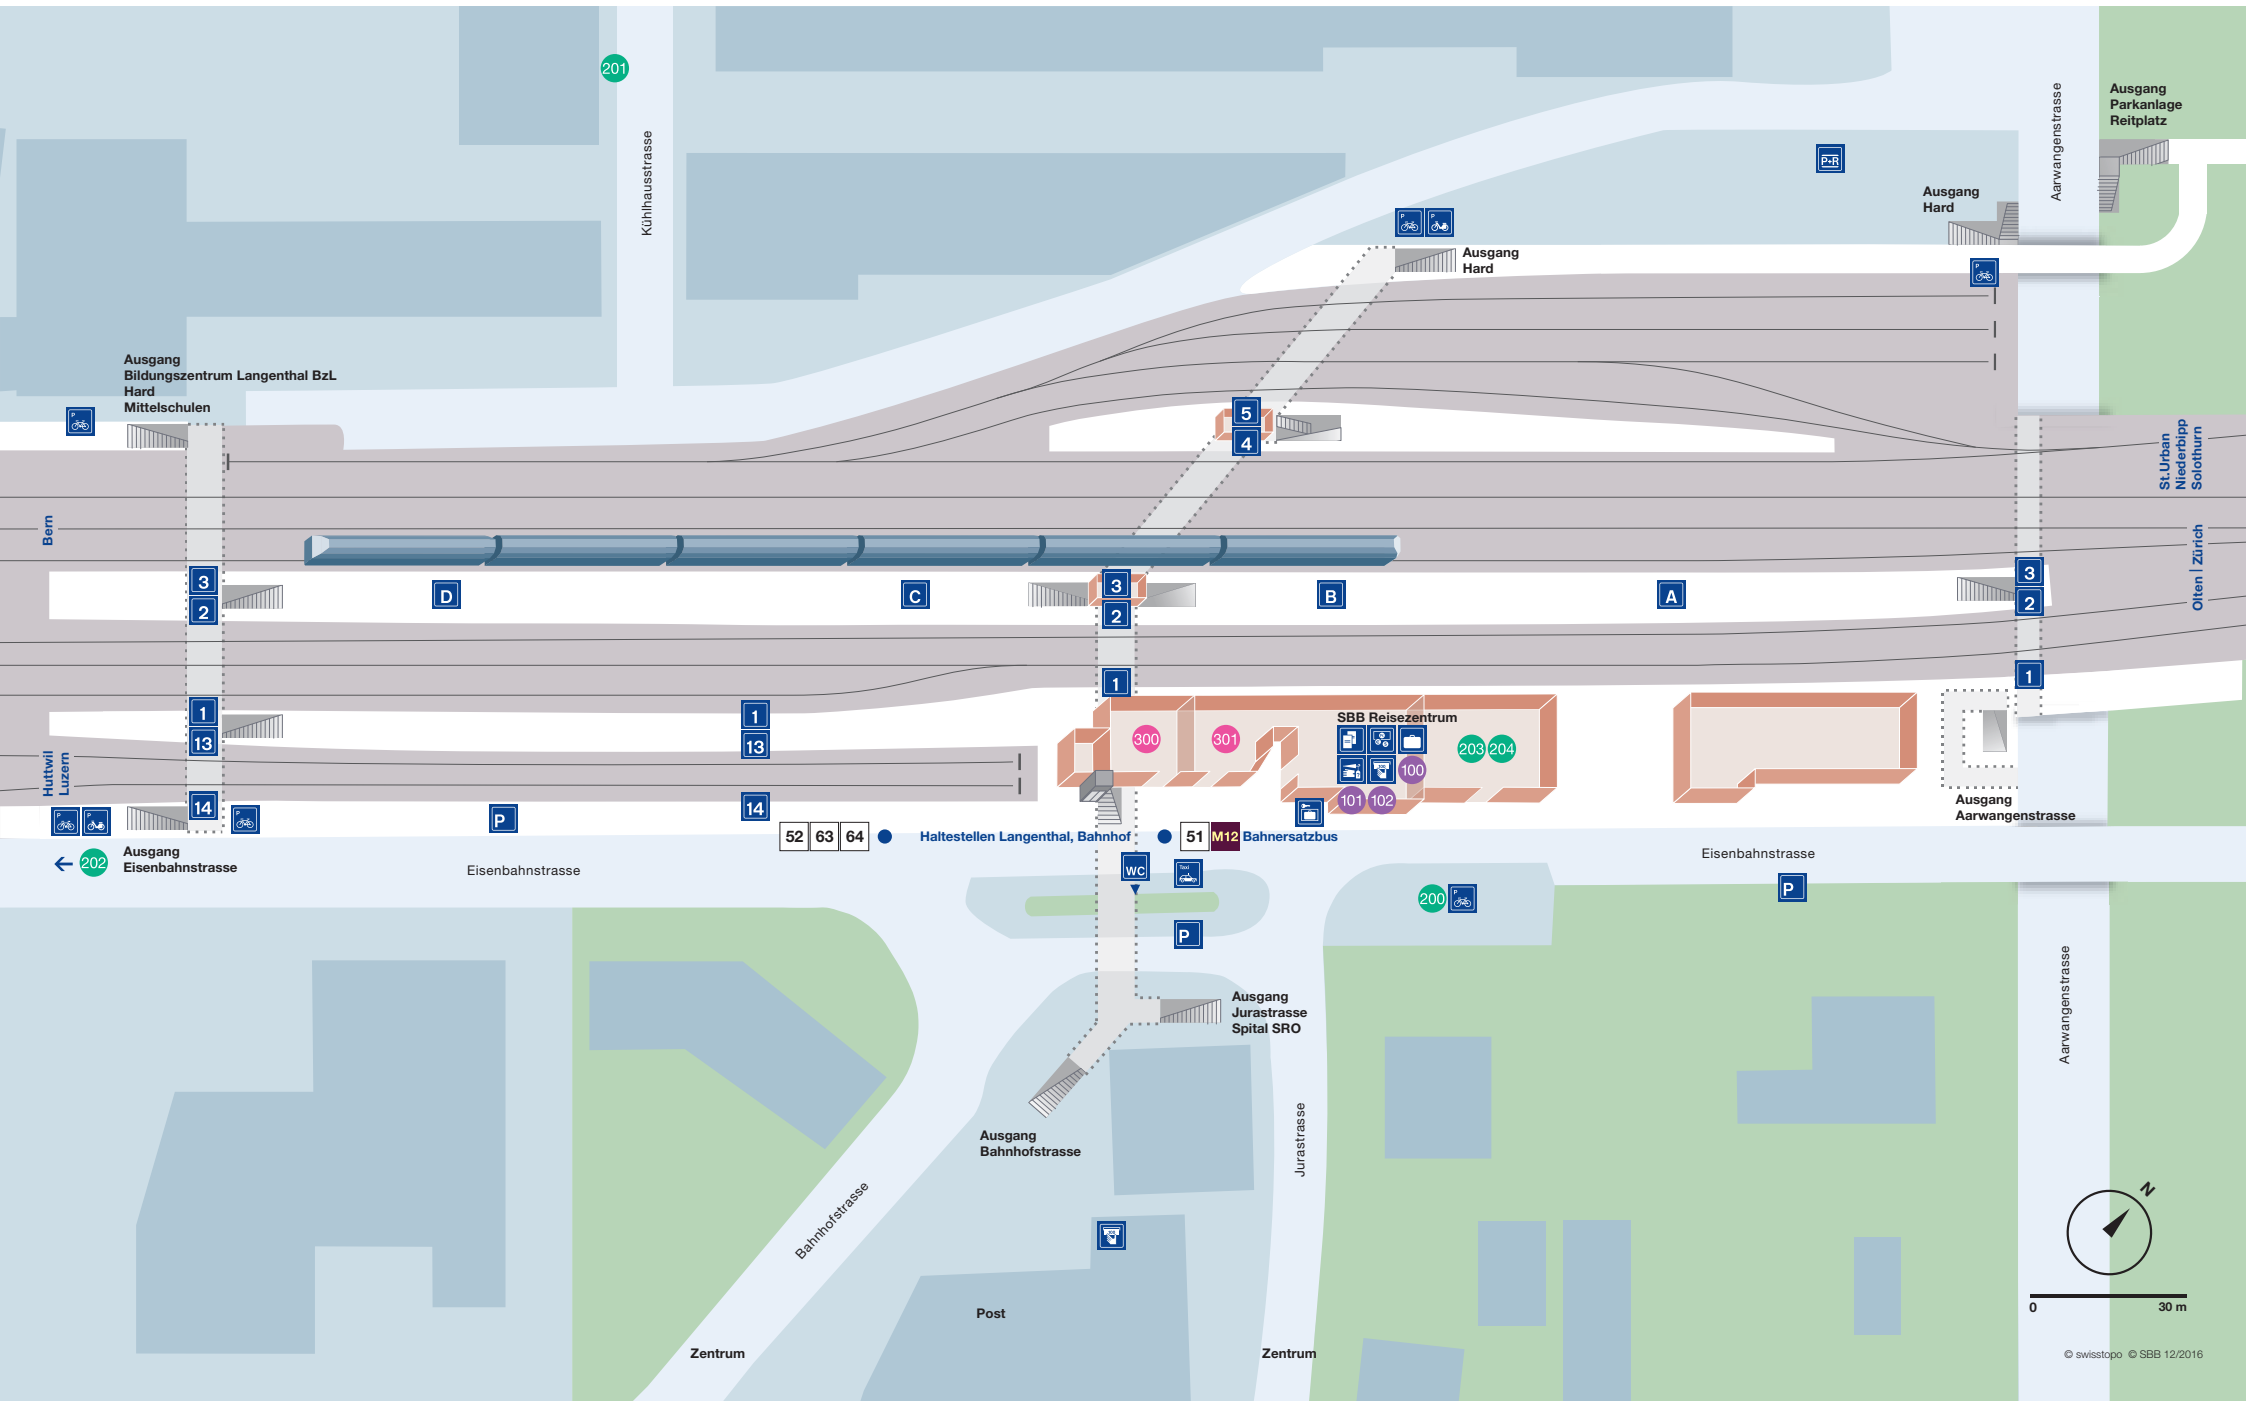 201
Kühlhausstrasse
Aarwangenstrasse
Ausgang
Parkanlage
Reitplatz
P+R
Ausgang
Hard
P
P
Ausgang
Hard
P
Ausgang
Bildungszentrum Langenthal BzL
Hard
Mittelschulen
P
5
4
St.Urban
Niederbipp
Solothurn
Bern
Olten | Zürich
3
2
D
C
3
2
B
A
3
2
1
1
13
1
13
1
Huttwil
Luzern
14
14
300
301
SBB Reisezentrum
203
204
100
100
101
102
P
P
P
P
52
63
64
Haltestellen Langenthal, Bahnhof
51
M12
Bahnersatzbus
Ausgang
Aarwangenstrasse
202
Ausgang
Eisenbahnstrasse
Eisenbahnstrasse
Eisenbahnstrasse
WC
Taxi
P
200
P
P
Ausgang
Jurastrasse
Spital SRO
Aarwangenstrasse
Ausgang
Bahnhofstrasse
Bahnhofstrasse
Jurastrasse
100
Post
Zentrum
Zentrum
N
0
30 m
© swisstopo © SBB 12/2016